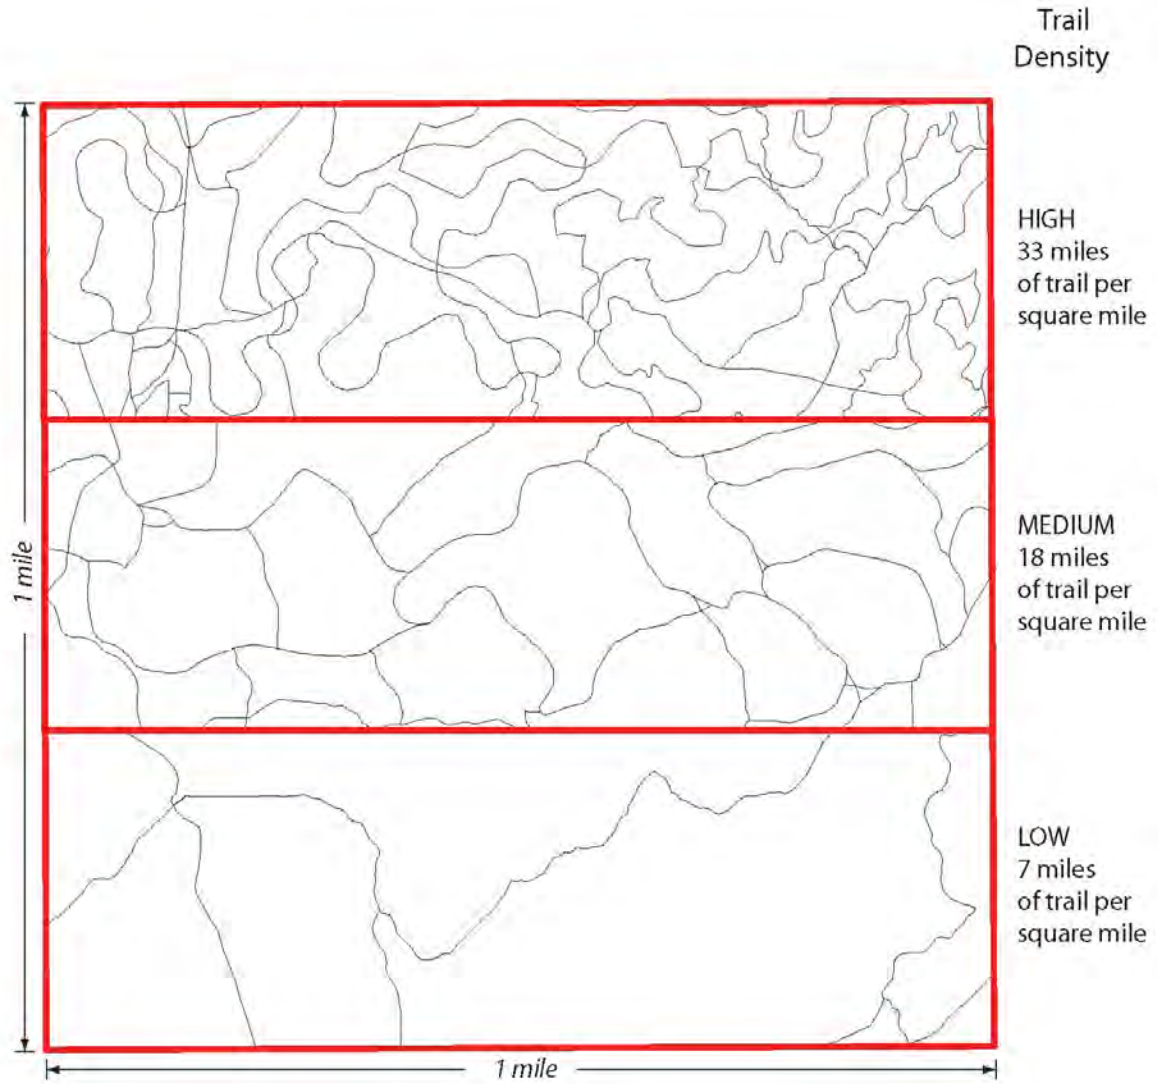 Trail
Density
HIGH
33 miles
of trail per
square mile
1 mile
MEDIUM
18 miles
of trail per
square mile
LOW
7 miles
of trail per
square mile
1 mile